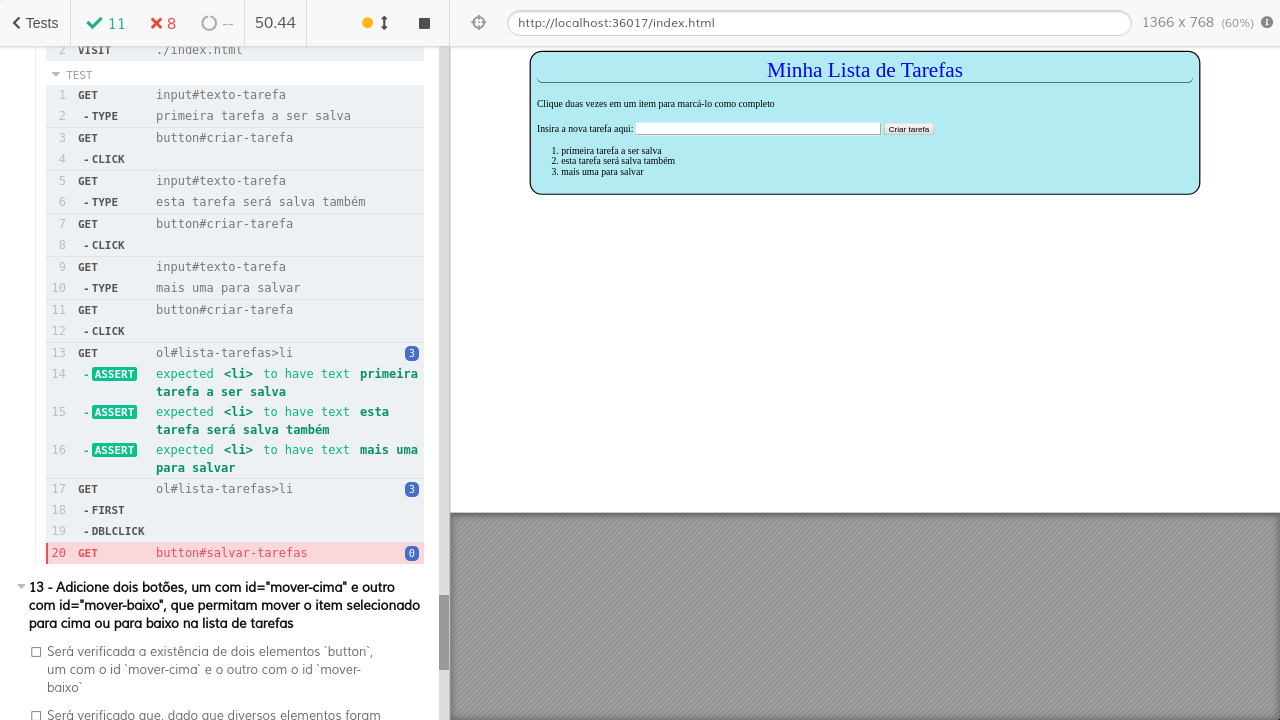 Tests 11 8 -- 50.44
http://localhost:36017/index.html 1366 x 768 (60%)
2 VISIT ./index.html
TEST
1 GET input#texto-tarefa
2 -TYPE primeira tarefa a ser salva
3 GET button#criar-tarefa
4 -CLICK
5 GET input#texto-tarefa
6 -TYPE esta tarefa será salva também
7 GET button#criar-tarefa
8 -CLICK
9 GET input#texto-tarefa
10 -TYPE mais uma para salvar
11 GET button#criar-tarefa
12 -CLICK
13 GET ol#lista-tarefas>li 3
14 -ASSERT expected <li> to have text primeira
tarefa a ser salva
15 -ASSERT expected <li> to have text esta
tarefa será salva também
16 -ASSERT expected <li> to have text mais uma
para salvar
17 GET ol#lista-tarefas>li 3
18 -FIRST
19 -DBLCLICK
20 GET button#salvar-tarefas 0
13 - Adicione dois botões, um com id="mover-cima" e outro
com id="mover-baixo", que permitam mover o item selecionado
para cima ou para baixo na lista de tarefas
Será verificada a existência de dois elementos `button`,
um com o id `mover-cima` e o outro com o id `mover-
baixo`
Será verificado que, dado que diversos elementos foram
Minha Lista de Tarefas
Clique duas vezes em um item para marcá-lo como completo
Insira a nova tarefa aqui: Criar tarefa
1. primeira tarefa a ser salva
2. esta tarefa será salva também
3. mais uma para salvar